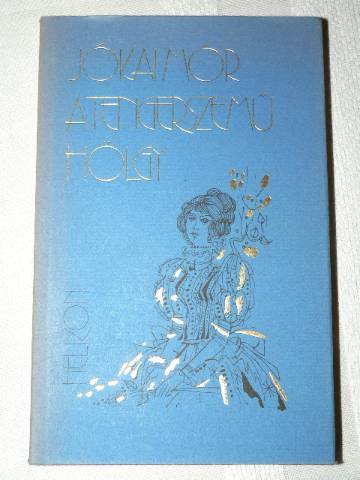 JÓKAI MÓR
A TENGERSZEMŰ
HÖLGY
HELIKON